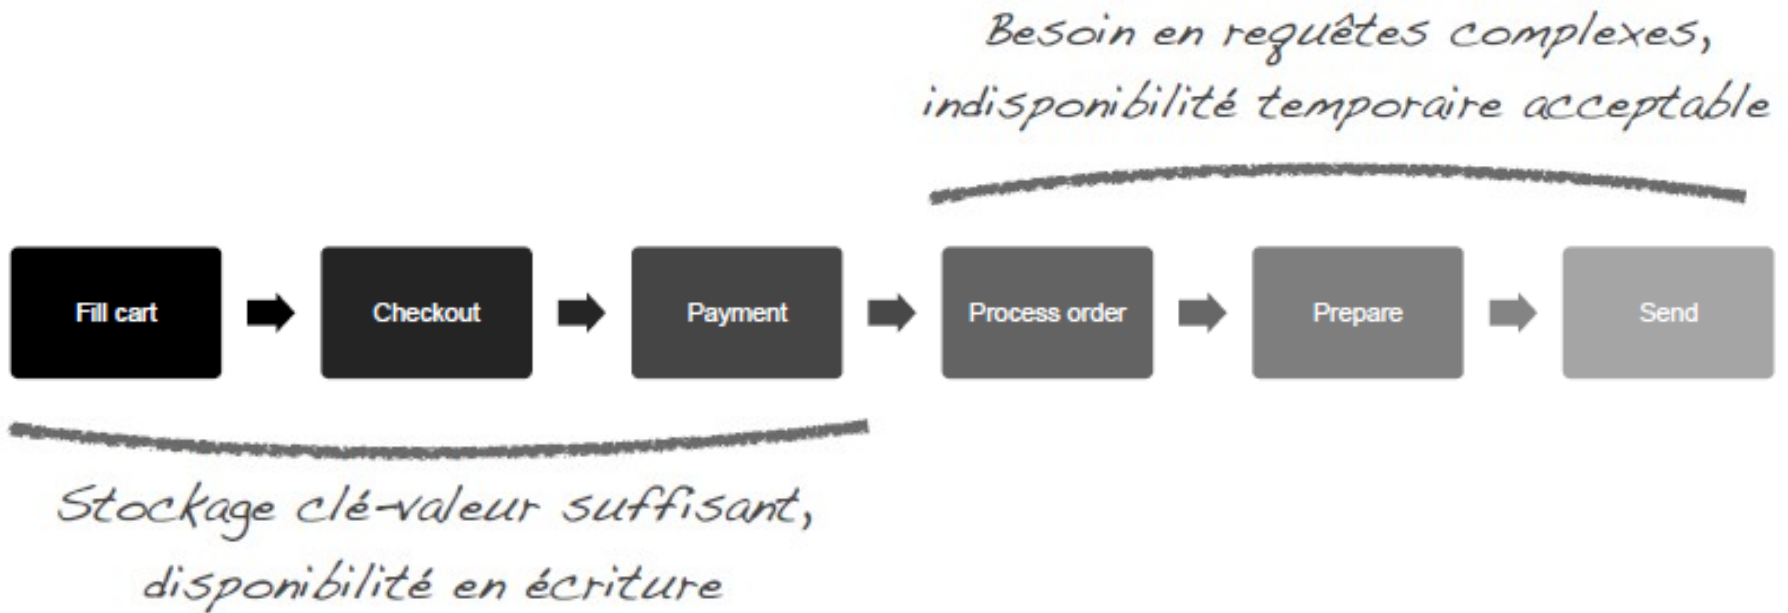 Besoin en requêtes complexes,
indisponibilité temporaire acceptable
Fill cart
Checkout
Payment
Process order
Prepare
Send
Stockage clé-valeur suffisant,
disponibilité en écriture